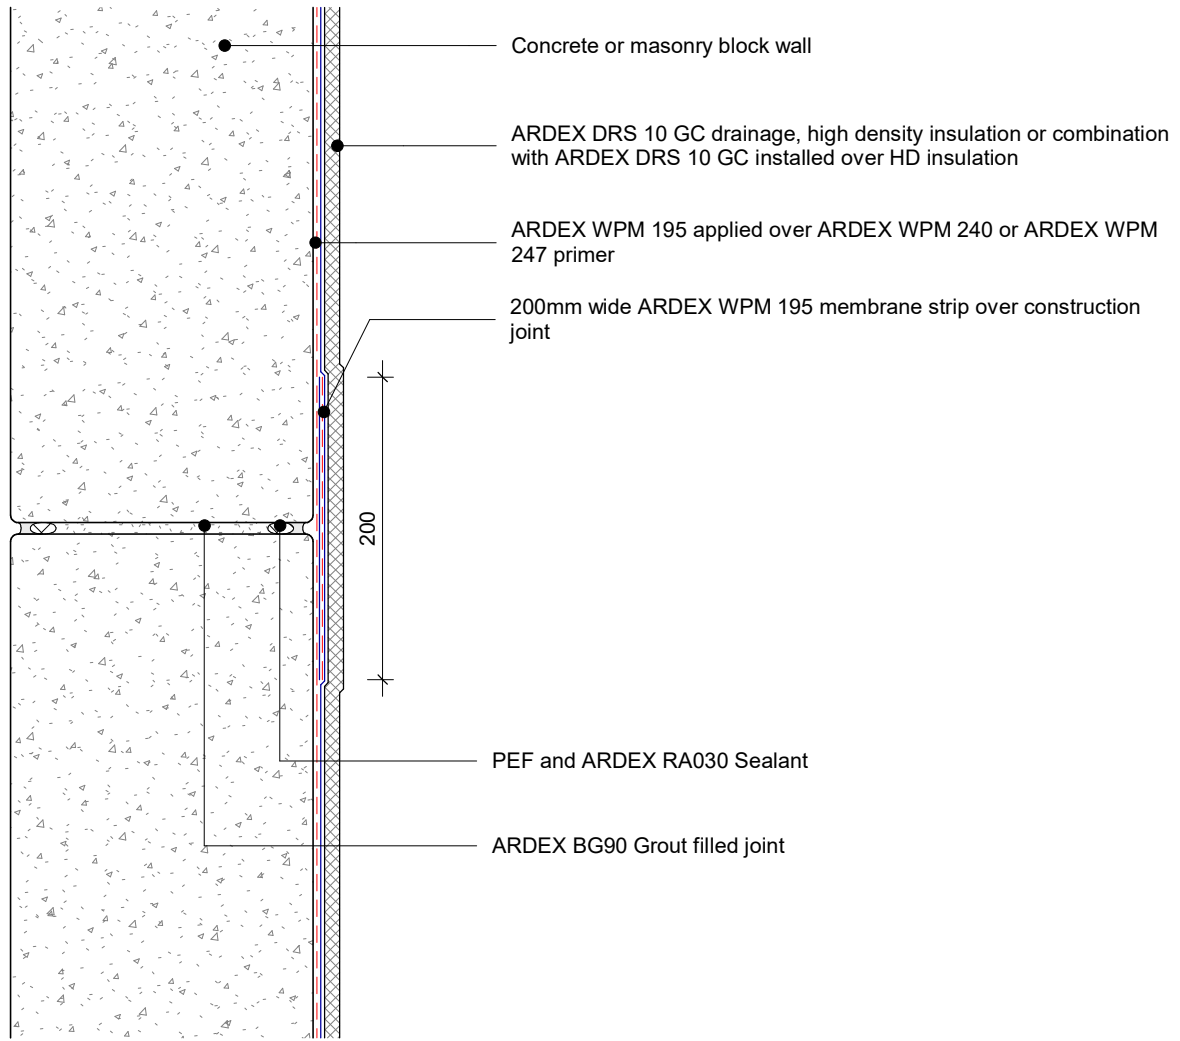 Concrete or masonry block wall
ARDEX DRS 10 GC drainage, high density insulation or combination
with ARDEX DRS 10 GC installed over HD insulation
ARDEX WPM 195 applied over ARDEX WPM 240 or ARDEX WPM
247 primer
200mm wide ARDEX WPM 195 membrane strip over construction
joint
200
PEF and ARDEX RA030 Sealant
ARDEX BG90 Grout filled joint